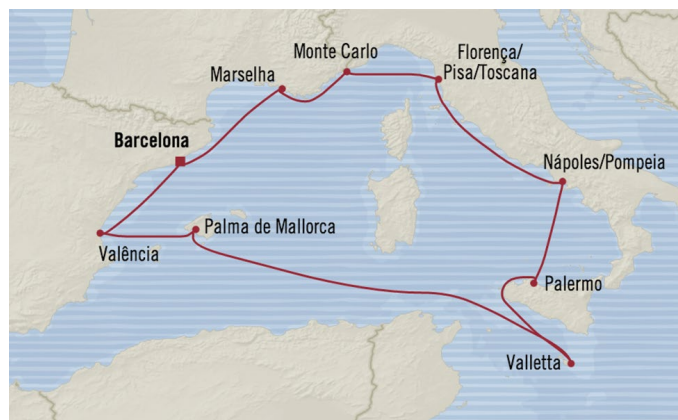 Monte Carlo
Florença/
Pisa/Toscana
Marselha
Barcelona
Nápoles/Pompeia
Palma de Mallorca
Valência
Palermo
Valletta